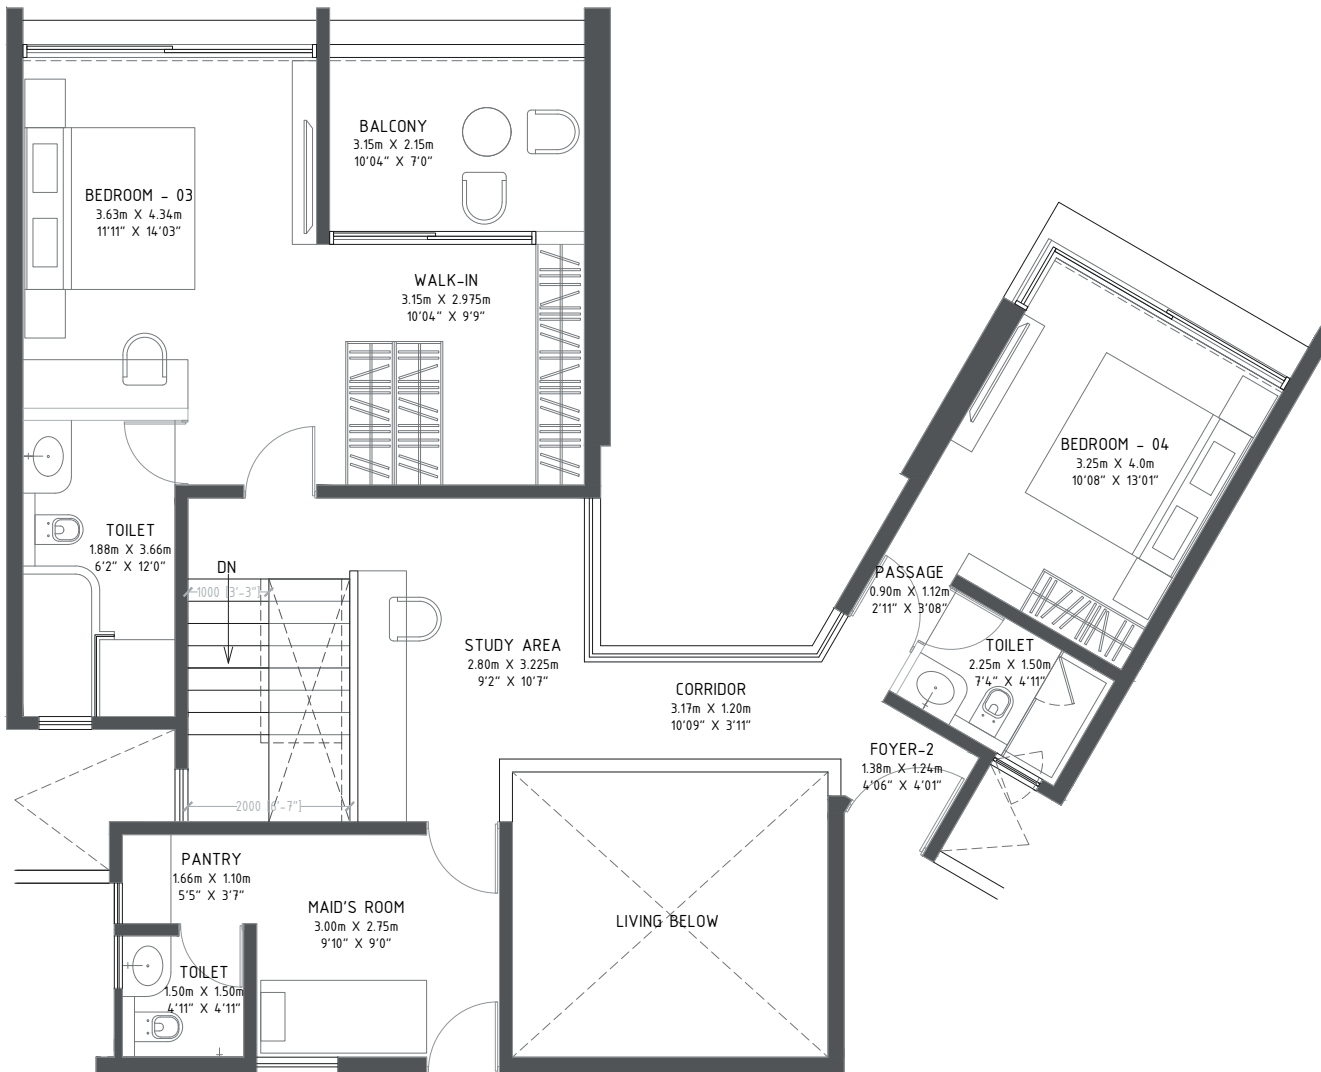 BALCONY
3.15m X 2.15m
10'04" X 7'0"
BEDROOM - 03
3.63m X 4.34m
11'11" X 14'03"
WALK-IN
3.15m X 2.975m
10'04" X 9'9"
BEDROOM - 04
3.25m X 4.0m
10'08" X 13'01"
TOILET
1.88m X 3.66m
6'2" X 12'0"
DN
1000 [3'-3"]
PASSAGE
0.90m X 1.12m
2'11" X 3'08"
STUDY AREA
2.80m X 3.225m
9'2" X 10'7"
TOILET
2.25m X 1.50m
7'4" X 4'11"
CORRIDOR
3.17m X 1.20m
10'09" X 3'11"
FOYER-2
1.38m X 1.24m
4'06" X 4'01"
2000 [6'-7"]
PANTRY
1.66m X 1.10m
5'5" X 3'7"
MAID'S ROOM
3.00m X 2.75m
9'10" X 9'0"
LIVING BELOW
TOILET
1.50m X 1.50m
4'11" X 4'11"